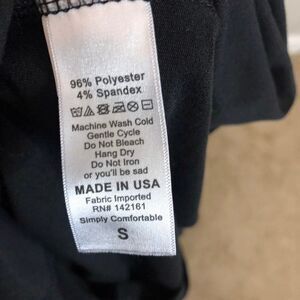 96% Polyester
4% Spandex
Machine Wash Cold
Gentle Cycle
Do Not Bleach
Hang Dry
Do Not Iron
or you'll be sad
MADE IN USA
Fabric Imported
RN# 142161
Simply Comfortable
S